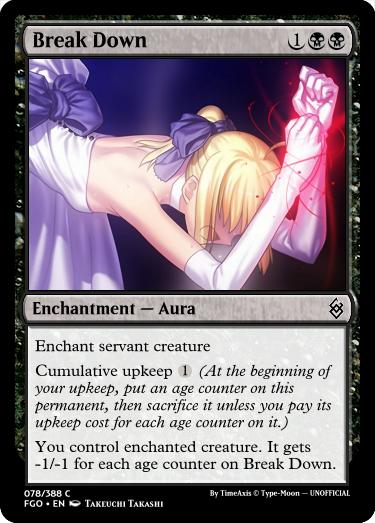 Break Down 1
Enchantment — Aura
Enchant servant creature
Cumulative upkeep 1 (At the beginning of
your upkeep, put an age counter on this
permanent, then sacrifice it unless you pay its
upkeep cost for each age counter on it.)
You control enchanted creature. It gets
-1/-1 for each age counter on Break Down.
078/388 C
FGO • EN Takeuchi Takashi
By TimeAxis © Type-Moon — UNOFFICIAL